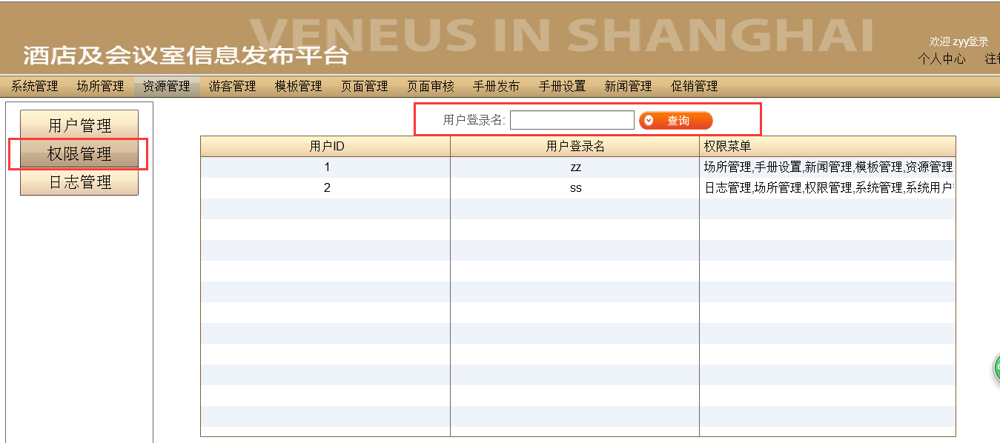 VENEUS IN SHANGHAI
酒店及会议室信息发布平台
欢迎 zyy登录
个人中心 注
系统管理 场所管理 资源管理 游客管理 模板管理 页面管理 页面审核 手册发布 手册设置 新闻管理 促销管理
用户管理
权限管理
日志管理
用户登录名: 查询
用户ID 用户登录名 权限菜单
1 zz 场所管理,手册设置,新闻管理,模板管理,资源管理
2 ss 日志管理,场所管理,权限管理,系统管理,系统用户